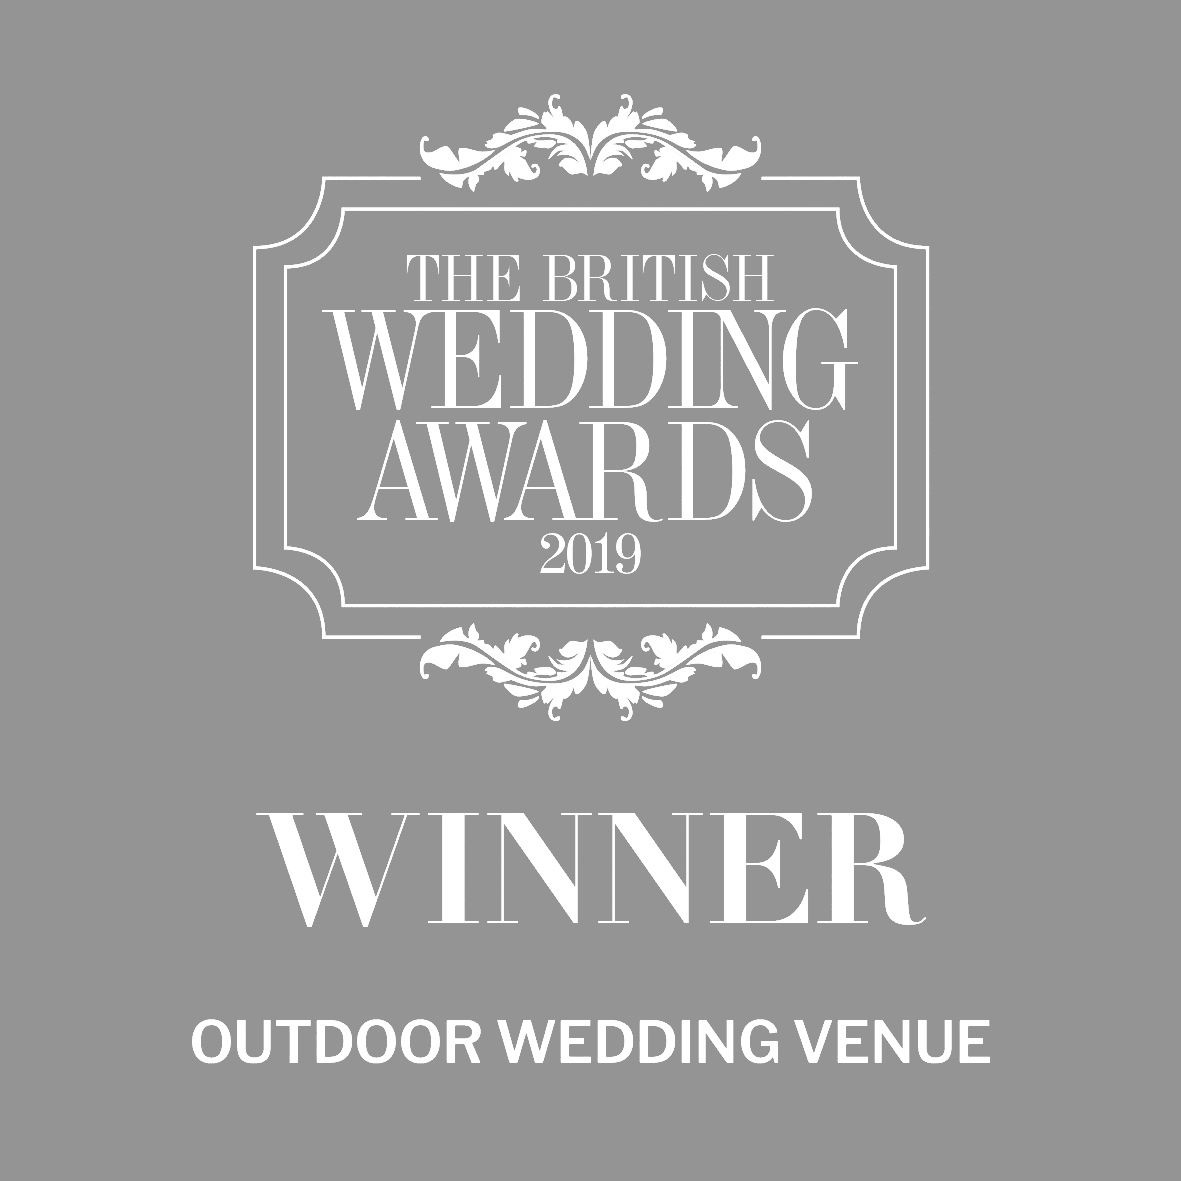 THE BRITISH
WEDDING
AWARDS
2019
WINNER
OUTDOOR WEDDING VENUE